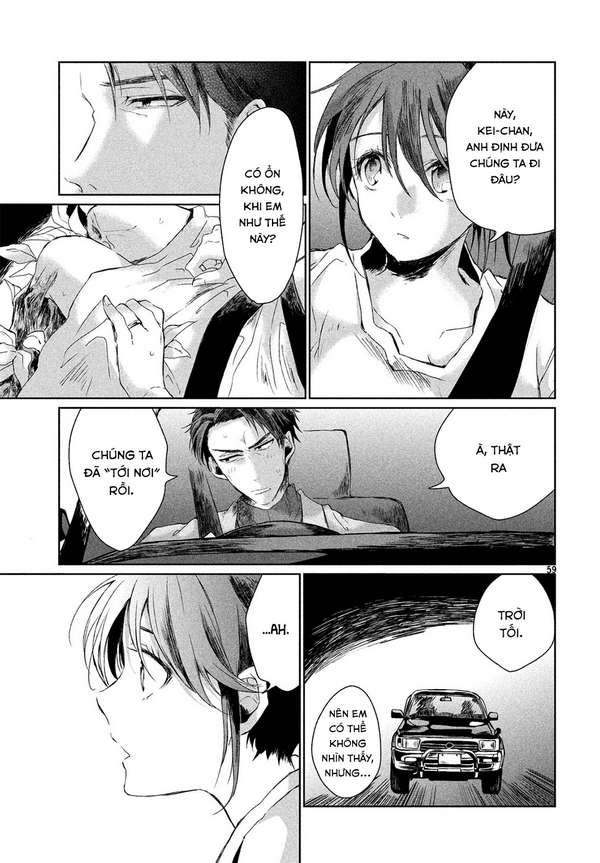 NÀY,
KEI-CHAN,
ANH ĐỊNH ĐƯA
CHÚNG TA ĐI
ĐÂU?
CÓ ỔN
KHÔNG,
KHI EM
NHƯ THẾ
NÀY?
À, THẬT
RA
CHÚNG TA
ĐÃ "TỚI NƠI"
RỒI.
59
TRỜI
TỐI.
NÊN EM
CÓ THỂ
KHÔNG
NHÌN THẤY,
NHƯNG...
...AH.